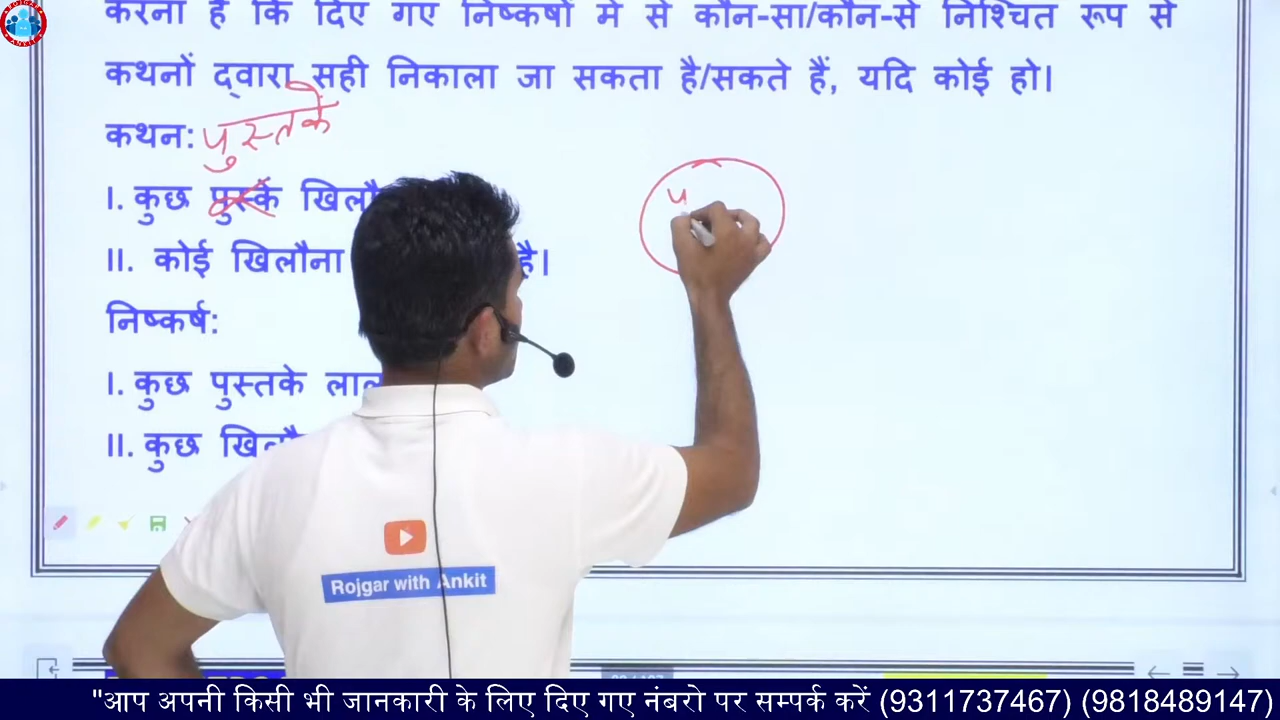 करना है कि दिए गए निष्कर्षों में से कौन-सा/कौन-से निश्चित रूप से
कथनों द्वारा सही निकाला जा सकता है/सकते हैं, यदि कोई हो।
कथन: पुस्तकें
I. कुछ पुस्के
II. कोई खिलौना है।
निष्कर्ष:
I. कुछ पुस्तके
II. कुछ
Rojgar with Ankit
"आप अपनी किसी भी जानकारी के लिए दिए गए नंबरो पर सम्पर्क करें (9311737467) (9818489147)